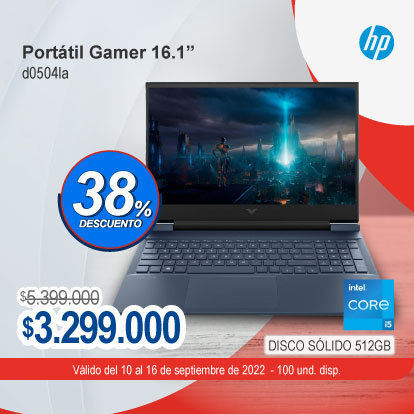 hp
Portátil Gamer 16.1”
d0504la
38%
DESCUENTO
$5.399.000
$3.299.000
intel
CORE
i5
DISCO SÓLIDO 512GB
Válido del 10 al 16 de septiembre de 2022 - 100 und. disp.